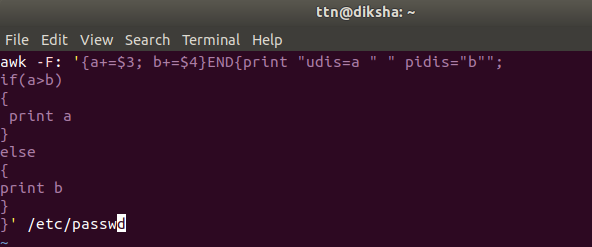 ttn@diksha: ~
File Edit View Search Terminal Help
awk -F: '{a+=$3; b+=$4}END{print "udis=a " " pidis="b"";
if(a>b)
{
 print a
}
else
{
print b
}
}' /etc/passwd
~